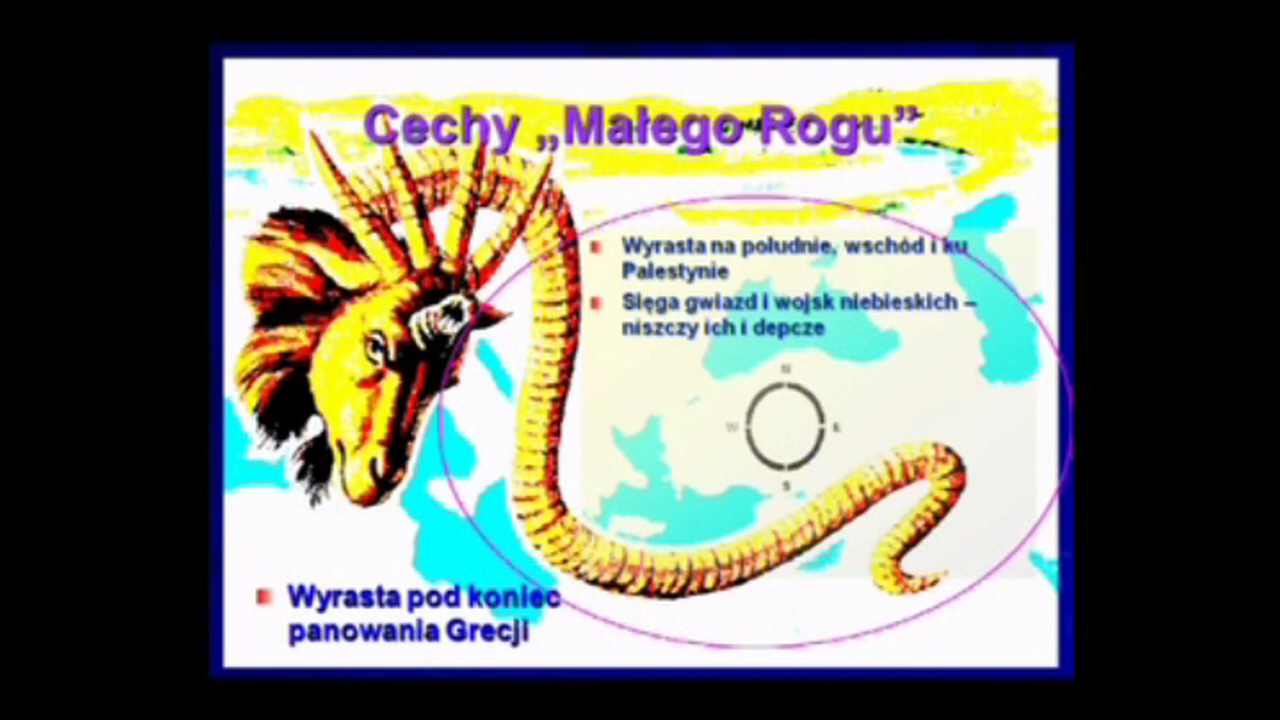 Cechy „Małego Rogu”
Wyrasta na południe, wschód i ku
Palestynie
Sięga gwiazd i wojsk niebieskich –
niszczy ich i depcze
N
W E
S
Wyrasta pod koniec
panowania Grecji